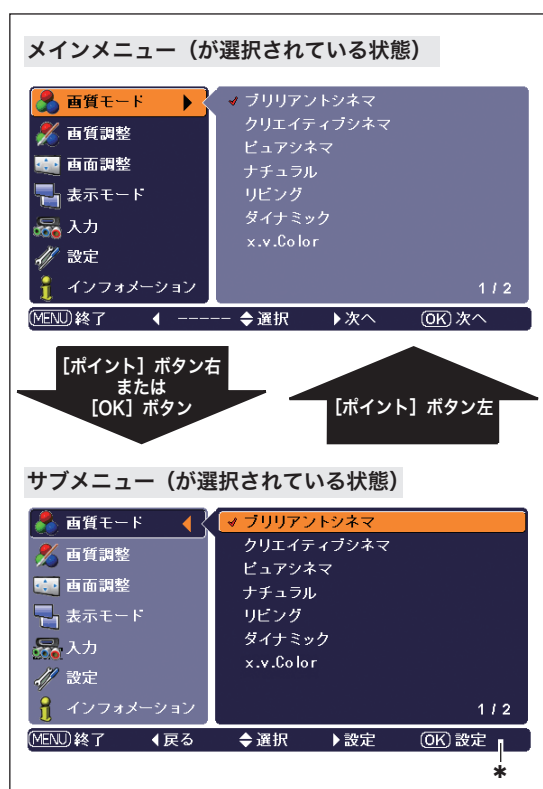 メインメニュー（が選択されている状態）
画質モード
画質調整
画面調整
表示モード
入力
設定
インフォメーション
ブリリアントシネマ
クリエイティブシネマ
ピュアシネマ
ナチュラル
リビング
ダイナミック
x.v.Color
1 / 2
MENU 終了 ----- 選択 次へ OK 次へ
［ポイント］ボタン右
または
［OK］ボタン
［ポイント］ボタン左
サブメニュー（が選択されている状態）
画質モード
画質調整
画面調整
表示モード
入力
設定
インフォメーション
ブリリアントシネマ
クリエイティブシネマ
ピュアシネマ
ナチュラル
リビング
ダイナミック
x.v.Color
1 / 2
MENU 終了 戻る 選択 設定 OK 設定
*